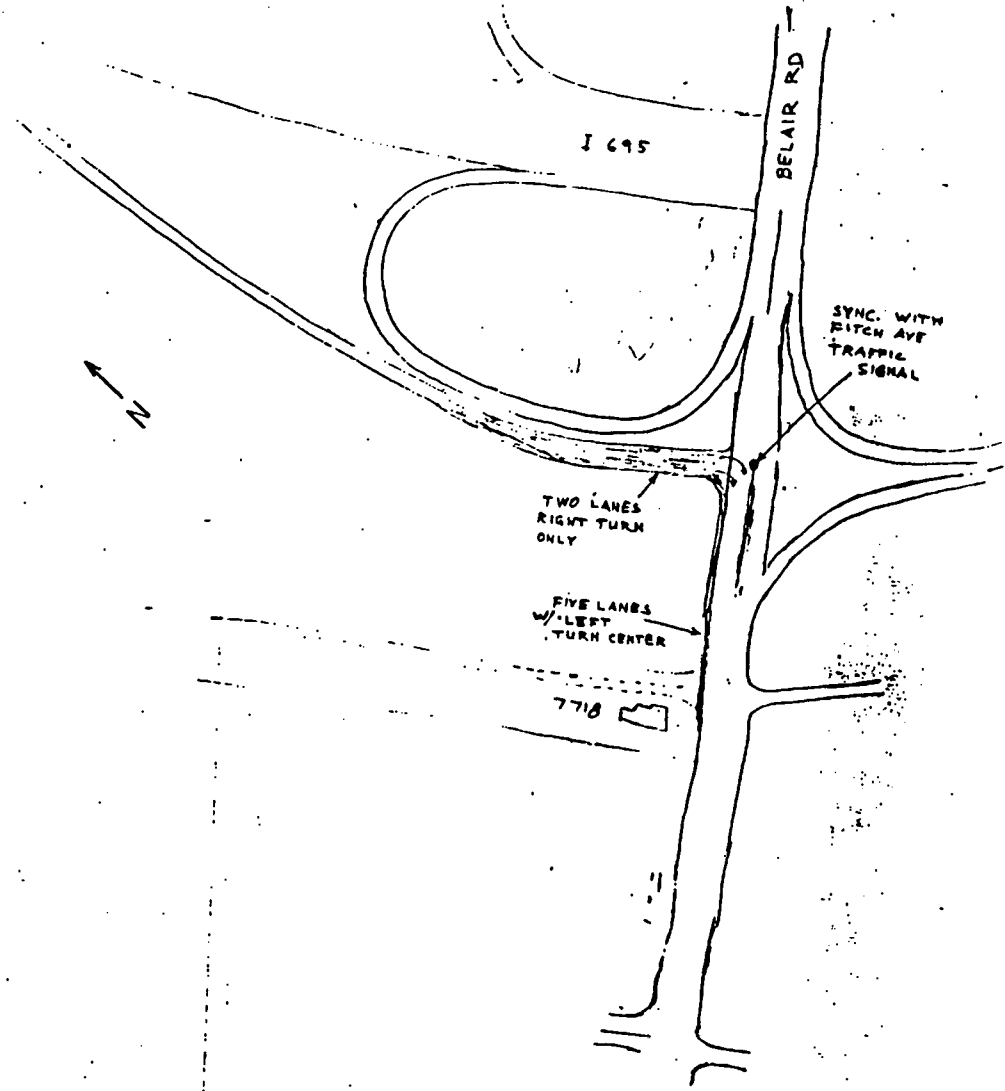 BELAIR RD
I 695
SYNC. WITH
FITCH AVE
TRAFFIC
SIGNAL
N
TWO LANES
RIGHT TURN
ONLY
FIVE LANES
W/ LEFT
TURN CENTER
7718